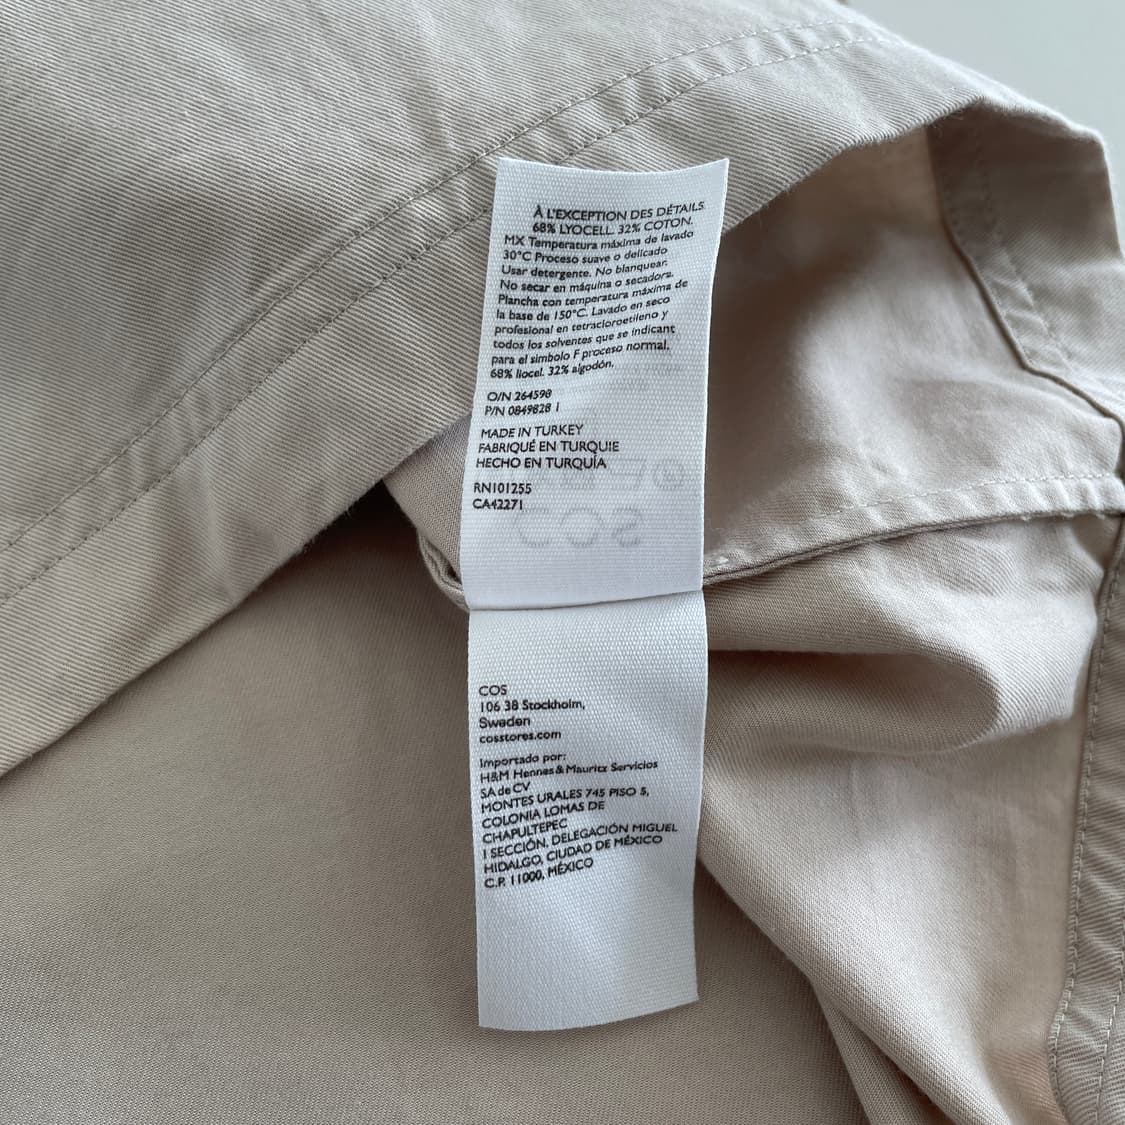 À L'EXCEPTION DES DÉTAILS
68% LYOCELL. 32% COTON.
MX Temperatura máxima de lavado
30°C Proceso suave o delicado
Usar detergente. No blanquear.
No secar en máquina o secadora.
Plancha con temperatura máxima de
la base de 150°C. Lavado en seco
profesional en tetracloroetileno y
todos los solventes que se indicant
para el simbolo F proceso normal.
68% liocel. 32% algodón.
O/N 264598
P/N 0849828 1
MADE IN TURKEY
FABRIQUÉ EN TURQUIE
HECHO EN TURQUÍA
RN101255
CA42271
COS
COS
106 38 Stockholm,
Sweden
cosstores.com
Importado por:
H&M Hennes & Mauritz Servicios
SA de CV
MONTES URALES 745 PISO 5,
COLONIA LOMAS DE
CHAPULTEPEC
I SECCIÓN, DELEGACIÓN MIGUEL
HIDALGO, CIUDAD DE MÉXICO
C.P. 11000, MÉXICO